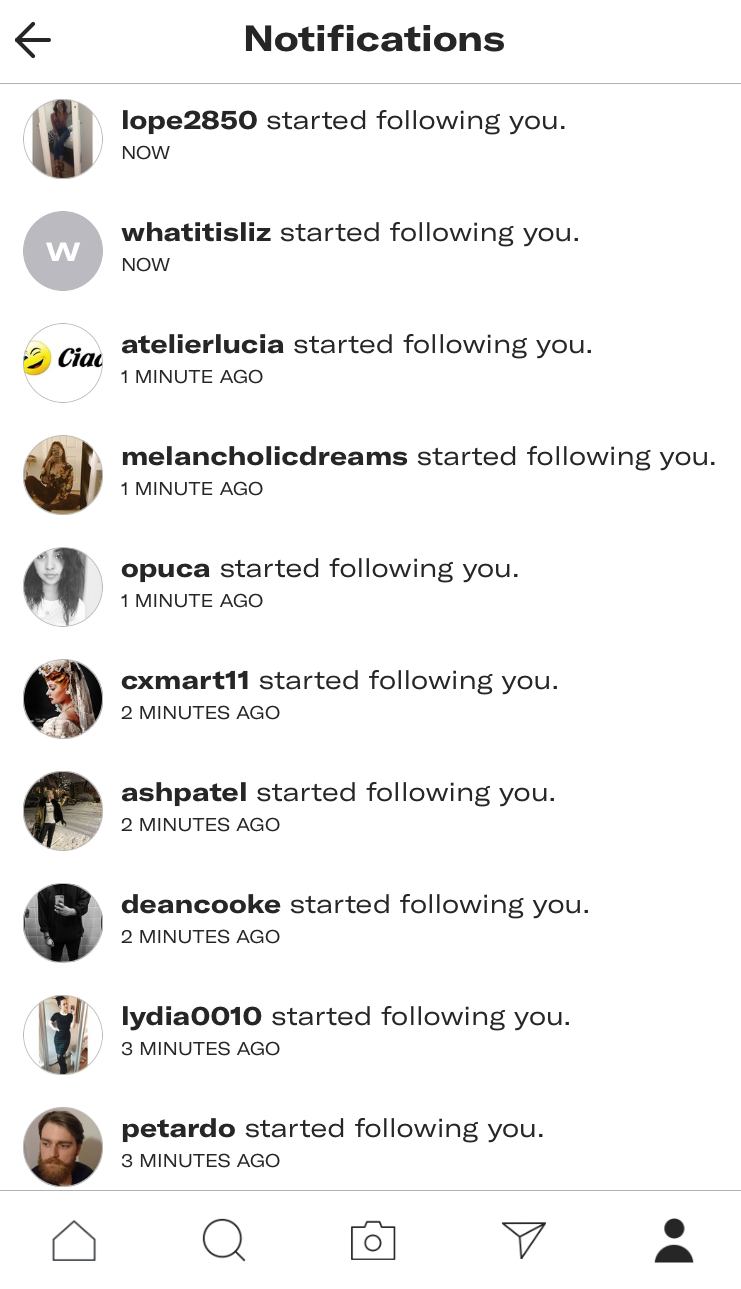 Notifications
lope2850 started following you.
NOW
W
whatitisliz started following you.
NOW
Ciao
atelierlucia started following you.
1 MINUTE AGO
melancholicdreams started following you.
1 MINUTE AGO
opuca started following you.
1 MINUTE AGO
cxmart11 started following you.
2 MINUTES AGO
ashpatel started following you.
2 MINUTES AGO
deancooke started following you.
2 MINUTES AGO
lydia0010 started following you.
3 MINUTES AGO
petardo started following you.
3 MINUTES AGO